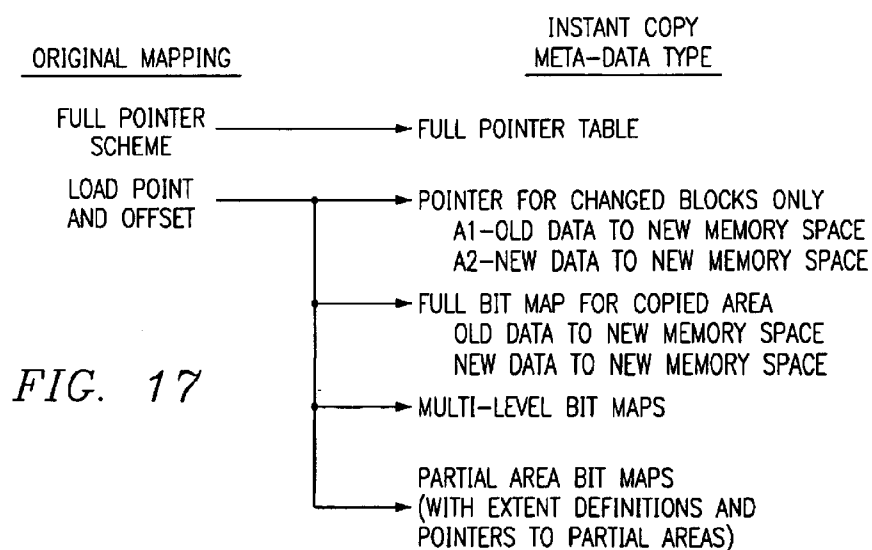 ORIGINAL MAPPING
INSTANT COPY
META-DATA TYPE
FULL POINTER
SCHEME
FULL POINTER TABLE
LOAD POINT
AND OFFSET
POINTER FOR CHANGED BLOCKS ONLY
A1-OLD DATA TO NEW MEMORY SPACE
A2-NEW DATA TO NEW MEMORY SPACE
FULL BIT MAP FOR COPIED AREA
OLD DATA TO NEW MEMORY SPACE
NEW DATA TO NEW MEMORY SPACE
MULTI-LEVEL BIT MAPS
PARTIAL AREA BIT MAPS
(WITH EXTENT DEFINITIONS AND
POINTERS TO PARTIAL AREAS)
FIG. 17